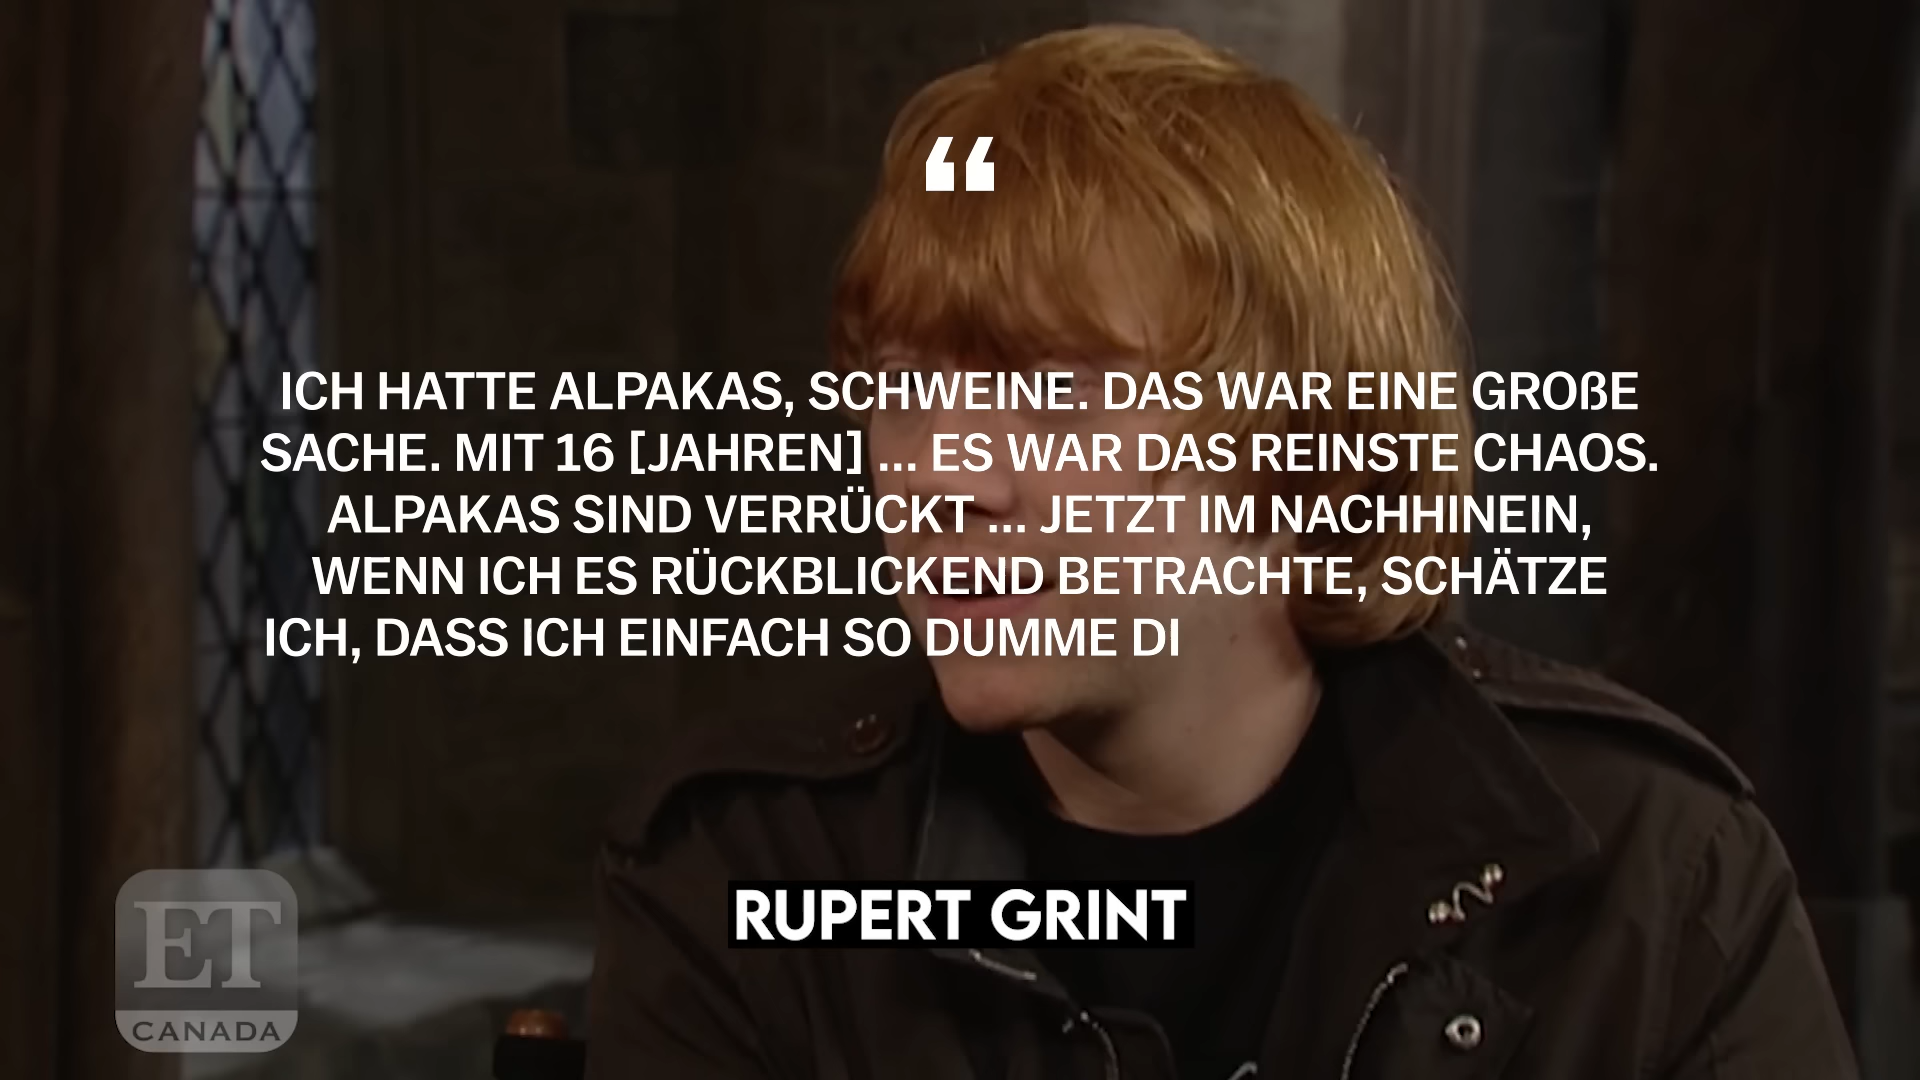 “
ICH HATTE ALPAKAS, SCHWEINE. DAS WAR EINE GROßE
SACHE. MIT 16 [JAHREN] ... ES WAR DAS REINSTE CHAOS.
ALPAKAS SIND VERRÜCKT ... JETZT IM NACHHINEIN,
WENN ICH ES RÜCKBLICKEND BETRACHTE, SCHÄTZE
ICH, DASS ICH EINFACH SO DUMME DI
RUPERT GRINT
ET
CANADA